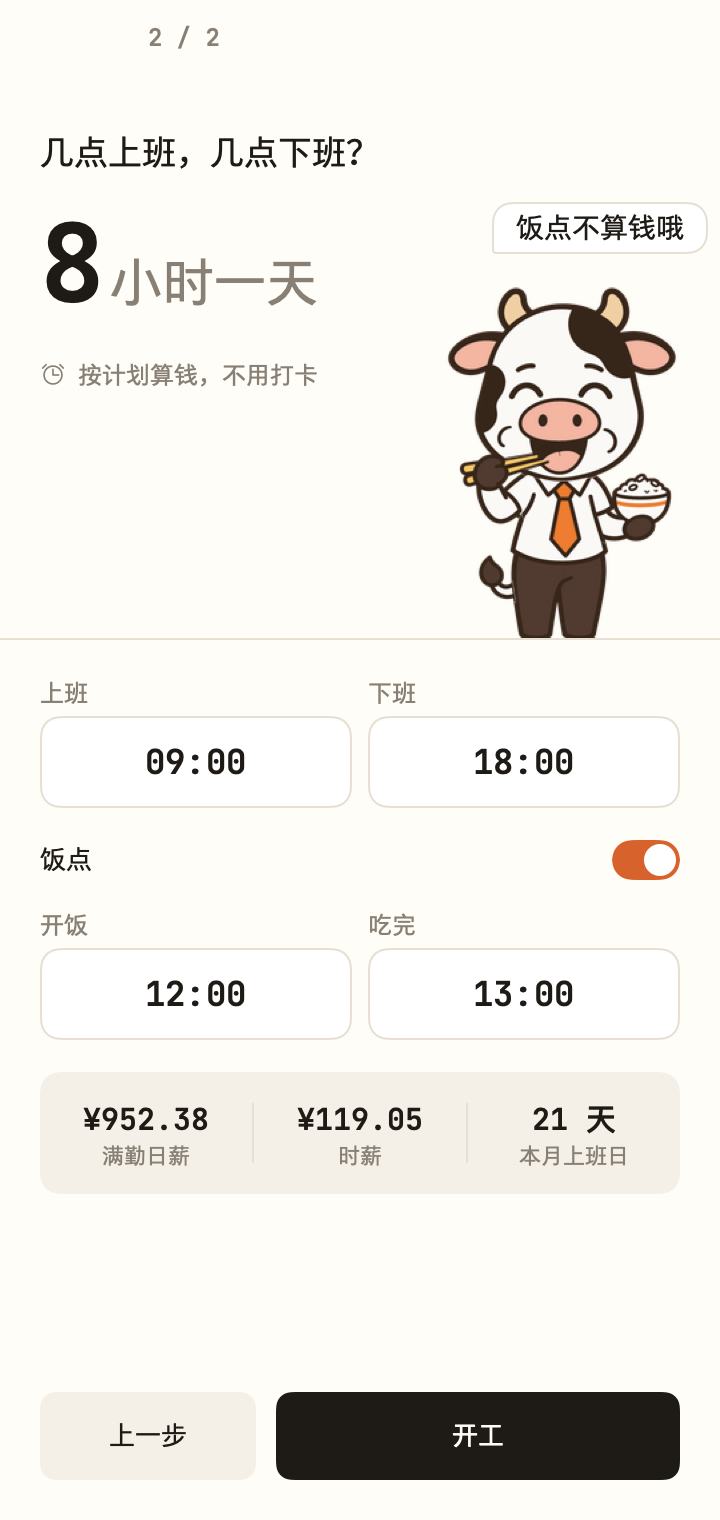 2 / 2
几点上班，几点下班？
饭点不算钱哦
8 小时一天
按计划算钱，不用打卡
上班 下班
09:00 18:00
饭点
开饭 吃完
12:00 13:00
¥952.38 ¥119.05 21 天
满勤日薪 时薪 本月上班日
上一步 开工